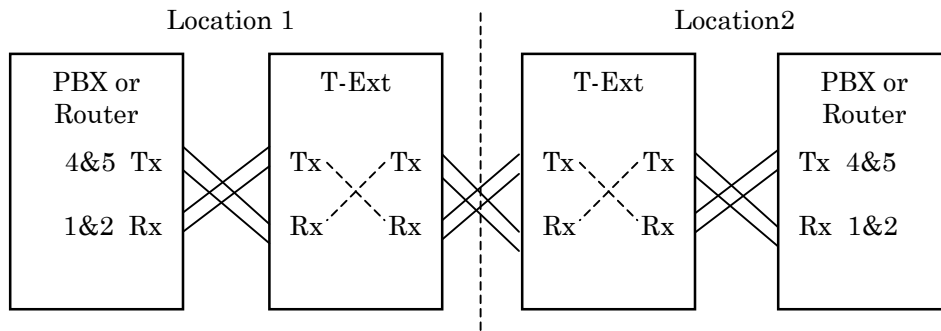 Location 1
Location2
PBX or
Router
4&5 Tx
1&2 Rx
T-Ext
Tx Tx
Rx Rx
T-Ext
Tx Tx
Rx Rx
PBX or
Router
Tx 4&5
Rx 1&2